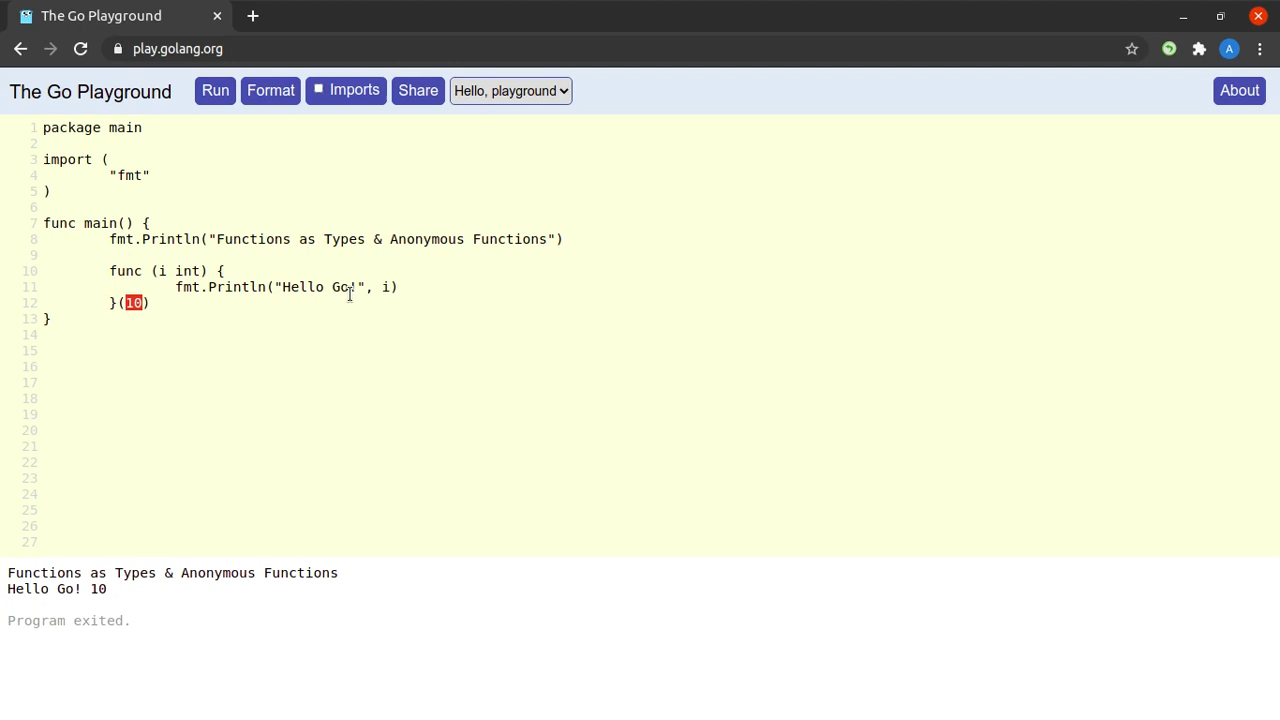 The Go Playground
play.golang.org
A
The Go Playground Run Format Imports Share Hello, playground About
1 package main
2
3 import (
4 "fmt"
5 )
6
7 func main() {
8 fmt.Println("Functions as Types & Anonymous Functions")
9
10 func (i int) {
11 fmt.Println("Hello Go!", i)
12 }(10)
13 }
14
15
16
17
18
19
20
21
22
23
24
25
26
27
Functions as Types & Anonymous Functions
Hello Go! 10
Program exited.